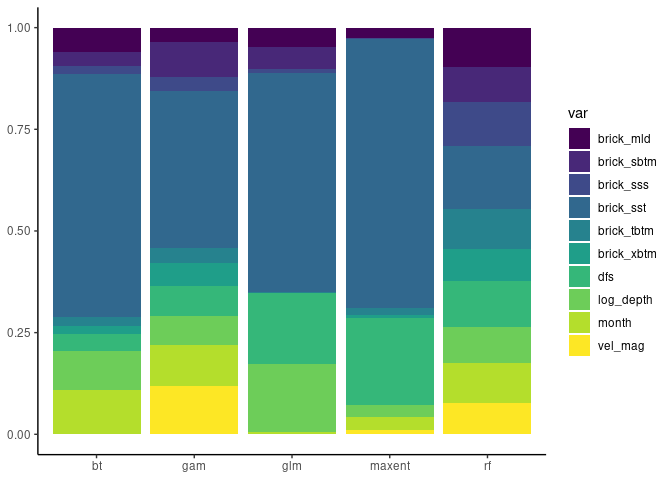 1.00
0.75
0.50
0.25
0.00
bt gam glm maxent rf
var
brick_mld
brick_sbtm
brick_sss
brick_sst
brick_tbtm
brick_xbtm
dfs
log_depth
month
vel_mag